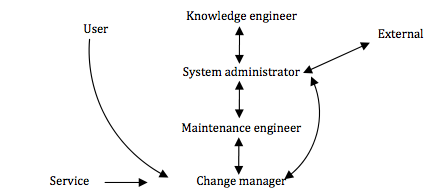 Knowledge engineer
User
External
System administrator
Maintenance engineer
Service
Change manager